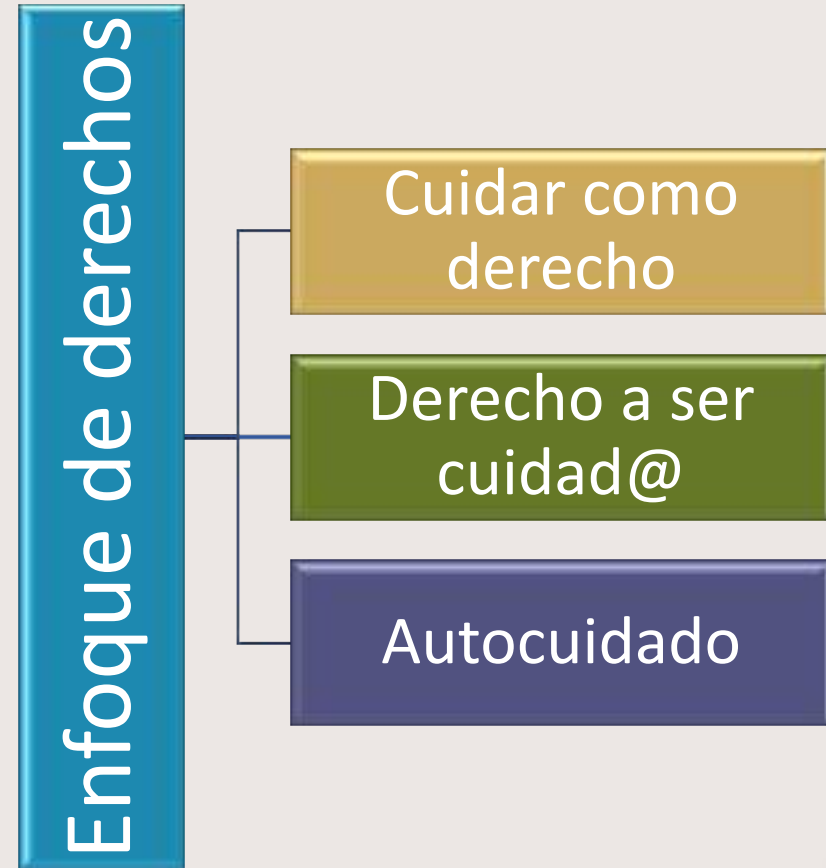 Enfoque de derechos
Cuidar como
derecho
Derecho a ser
cuidad@
Autocuidado